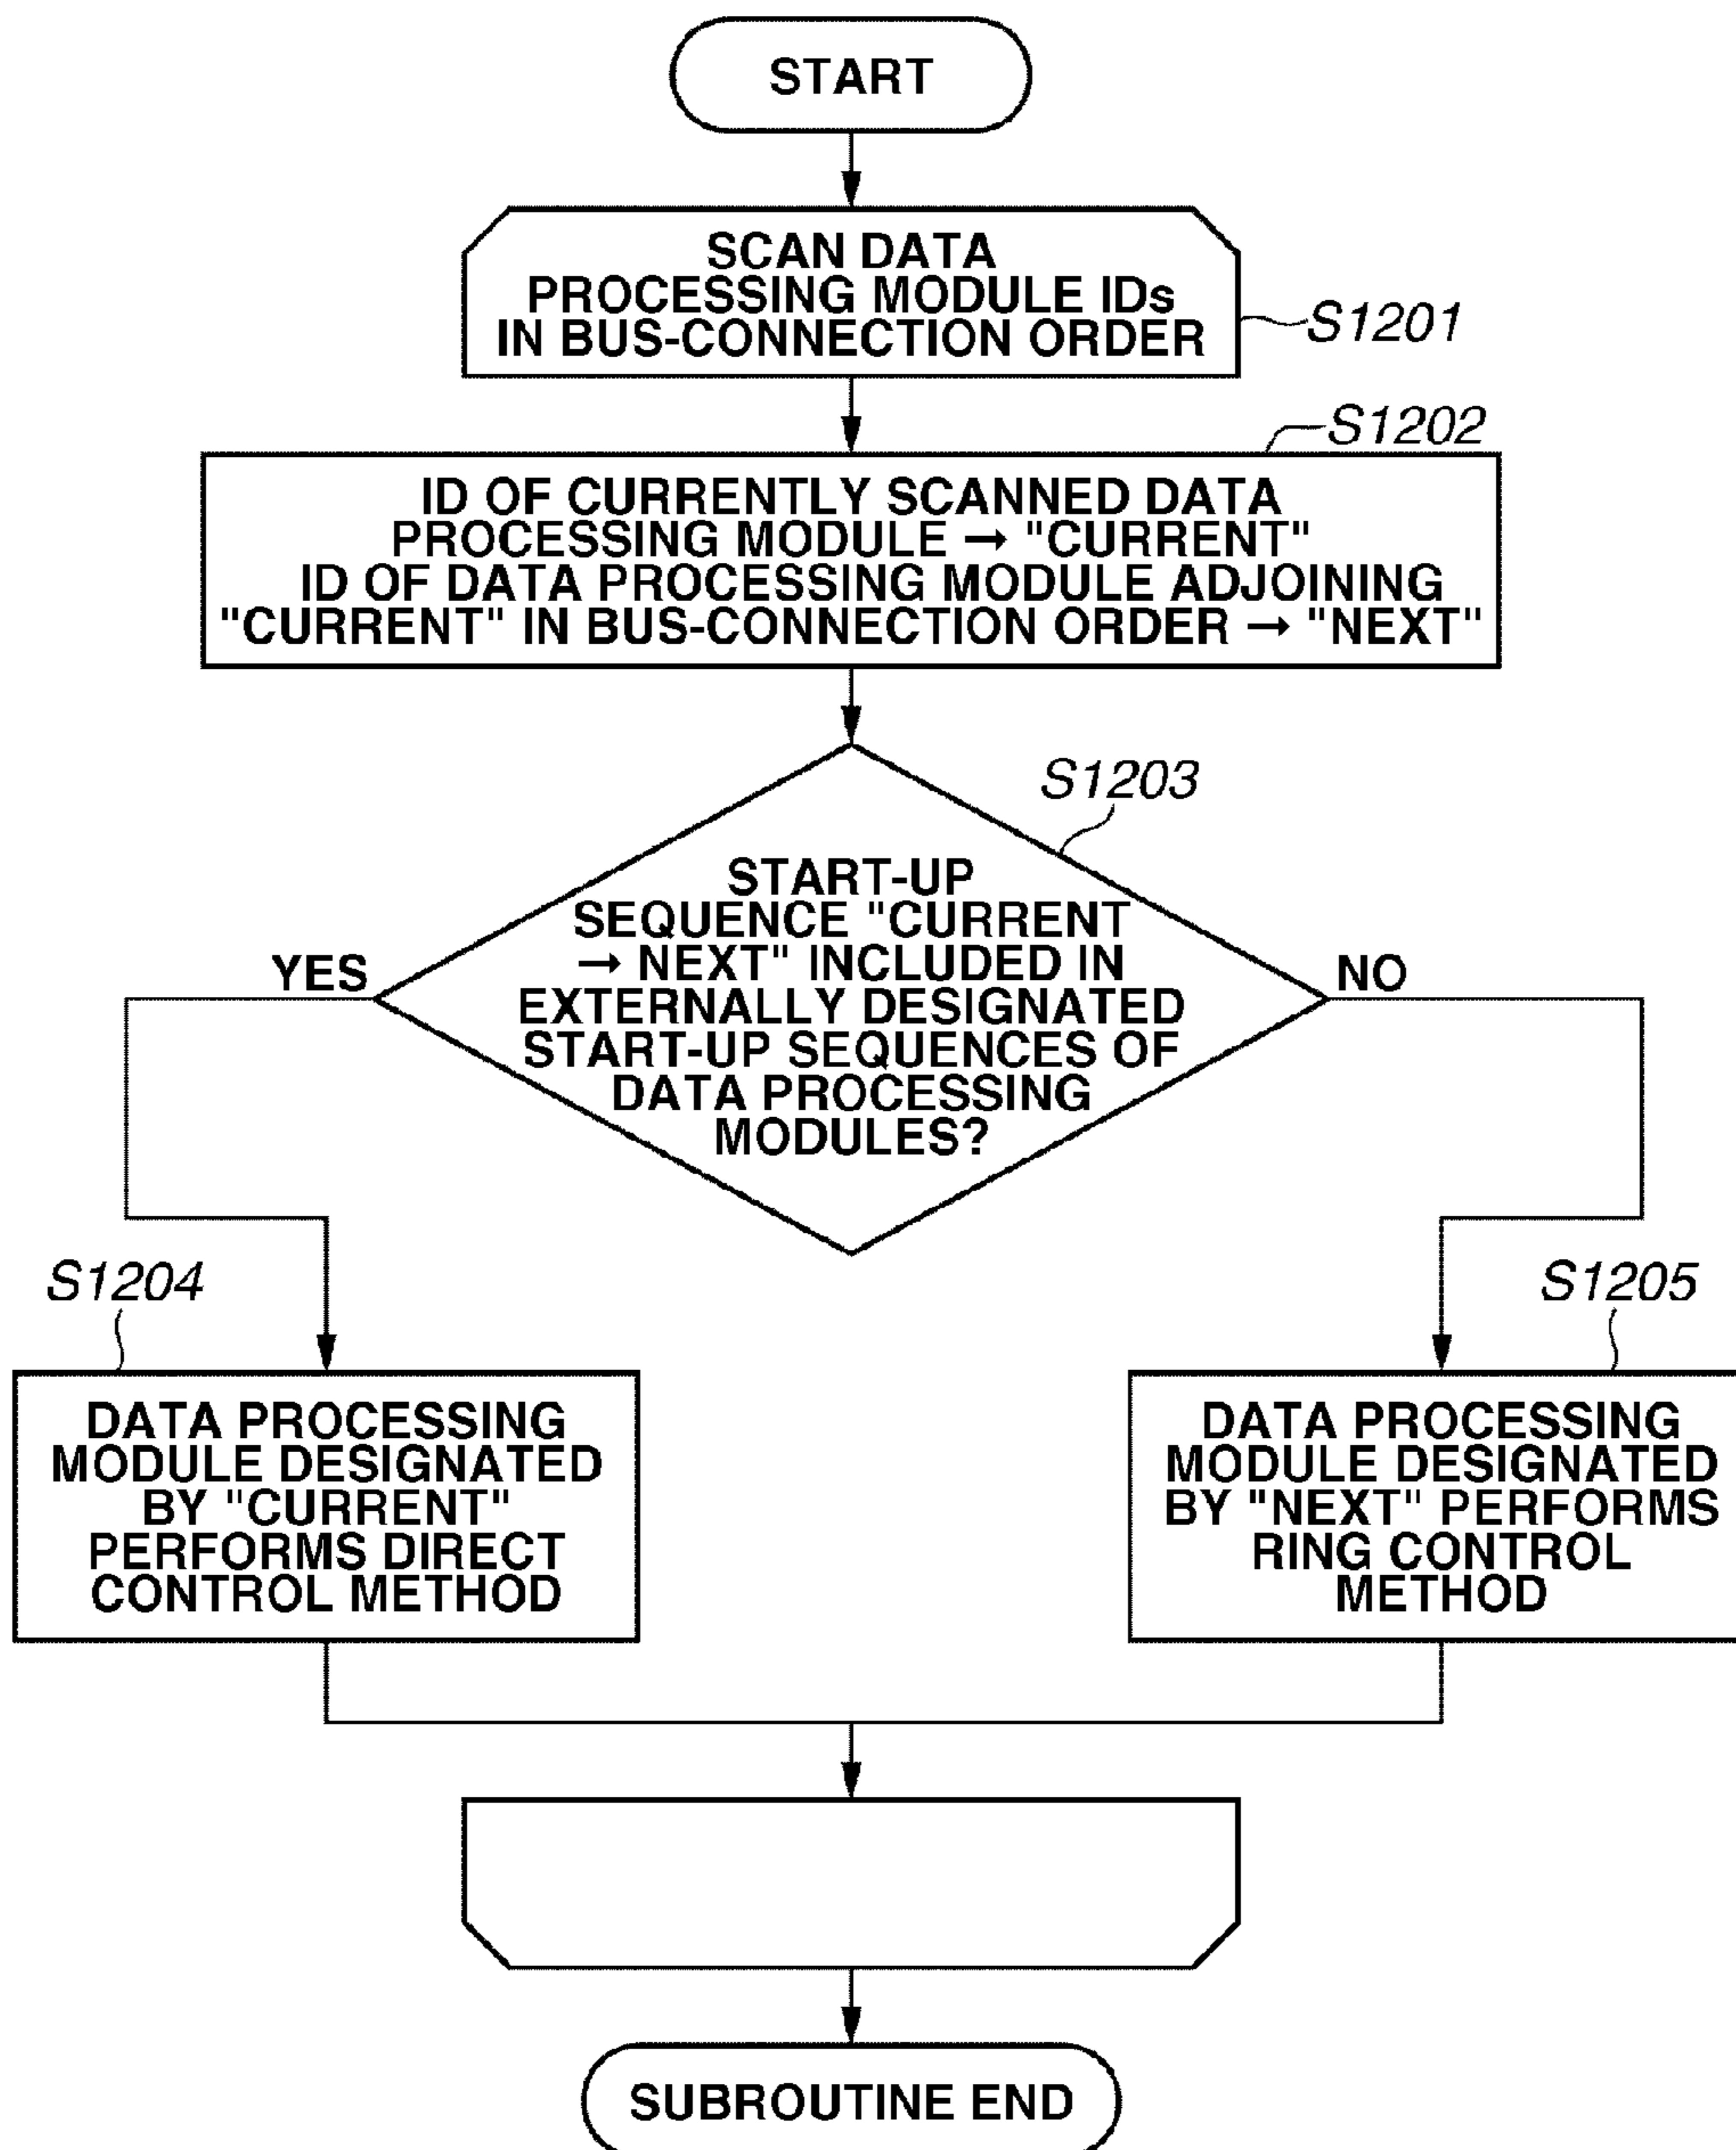 START
SCAN DATA
PROCESSING MODULE IDs
IN BUS-CONNECTION ORDER
S1201
S1202
ID OF CURRENTLY SCANNED DATA
PROCESSING MODULE → "CURRENT"
ID OF DATA PROCESSING MODULE ADJOINING
"CURRENT" IN BUS-CONNECTION ORDER → "NEXT"
S1203
START-UP
SEQUENCE "CURRENT
→ NEXT" INCLUDED IN
EXTERNALLY DESIGNATED
START-UP SEQUENCES OF
DATA PROCESSING
MODULES?
YES
NO
S1204
DATA PROCESSING
MODULE DESIGNATED
BY "CURRENT"
PERFORMS DIRECT
CONTROL METHOD
S1205
DATA PROCESSING
MODULE DESIGNATED
BY "NEXT" PERFORMS
RING CONTROL
METHOD
SUBROUTINE END